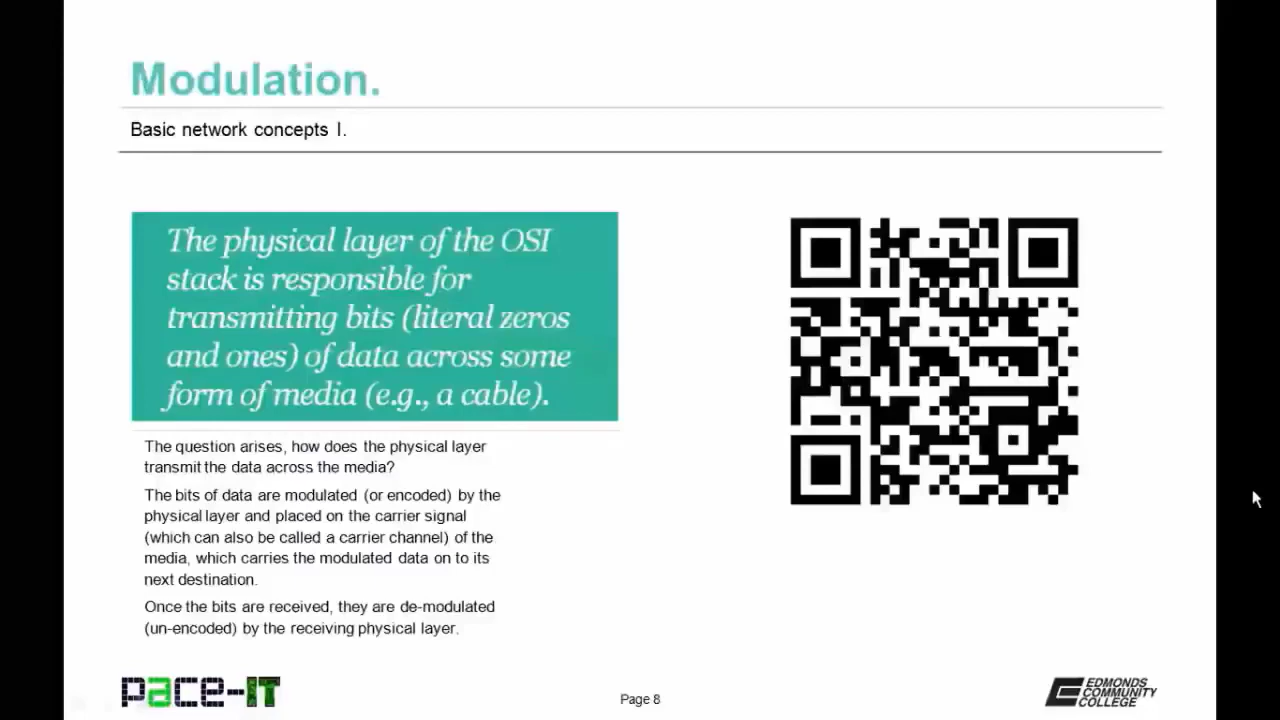 Modulation.
Basic network concepts I.
The physical layer of the OSI
stack is responsible for
transmitting bits (literal zeros
and ones) of data across some
form of media (e.g., a cable).
The question arises, how does the physical layer
transmit the data across the media?
The bits of data are modulated (or encoded) by the
physical layer and placed on the carrier signal
(which can also be called a carrier channel) of the
media, which carries the modulated data on to its
next destination.
Once the bits are received, they are de-modulated
(un-encoded) by the receiving physical layer.
pace-IT
Page 8
EDMONDS
COMMUNITY
COLLEGE